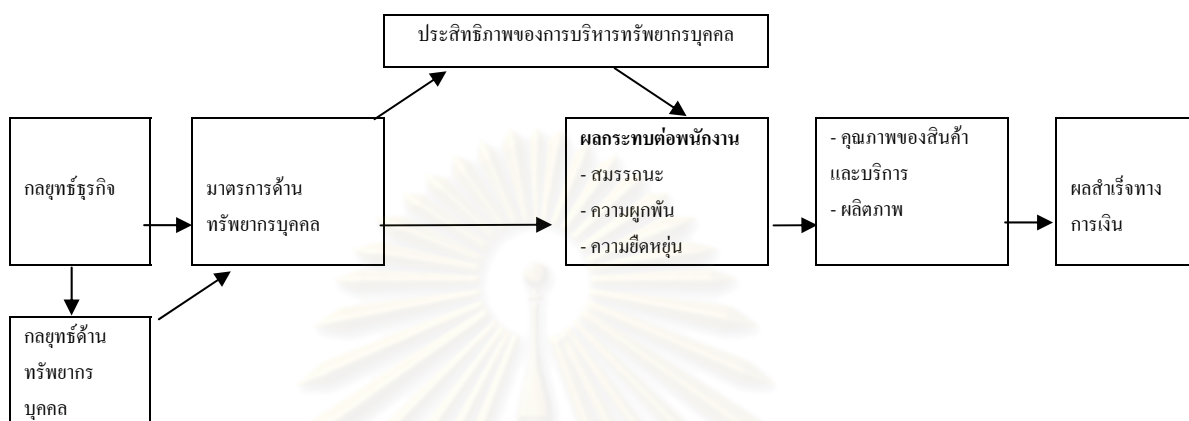 ประสิทธิภาพของการบริหารทรัพยากรบุคคล
กลยุทธ์ธุรกิจ
มาตรการด้าน
ทรัพยากรบุคคล
ผลกระทบต่อพนักงาน
- สมรรถนะ
- ความผูกพัน
- ความยืดหยุ่น
- คุณภาพของสินค้า
และบริการ
- ผลิตภาพ
ผลสำเร็จทาง
การเงิน
กลยุทธ์ด้าน
ทรัพยากร
บุคคล